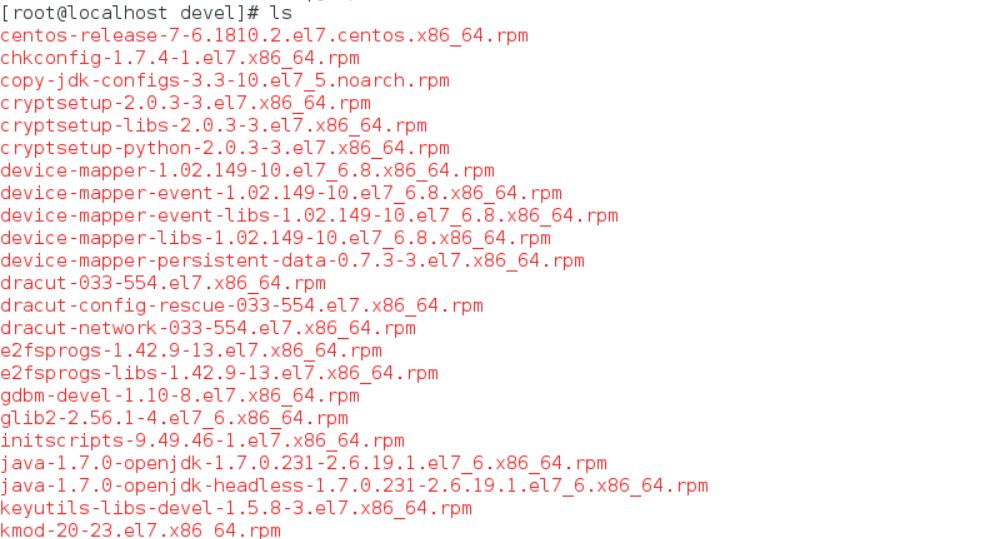 [root@localhost devel]# ls
centos-release-7-6.1810.2.el7.centos.x86_64.rpm
chkconfig-1.7.4-1.el7.x86_64.rpm
copy-jdk-configs-3.3-10.el7_5.noarch.rpm
cryptsetup-2.0.3-3.el7.x86_64.rpm
cryptsetup-libs-2.0.3-3.el7.x86_64.rpm
cryptsetup-python-2.0.3-3.el7.x86_64.rpm
device-mapper-1.02.149-10.el7_6.8.x86_64.rpm
device-mapper-event-1.02.149-10.el7_6.8.x86_64.rpm
device-mapper-event-libs-1.02.149-10.el7_6.8.x86_64.rpm
device-mapper-libs-1.02.149-10.el7_6.8.x86_64.rpm
device-mapper-persistent-data-0.7.3-3.el7.x86_64.rpm
dracut-033-554.el7.x86_64.rpm
dracut-config-rescue-033-554.el7.x86_64.rpm
dracut-network-033-554.el7.x86_64.rpm
e2fsprogs-1.42.9-13.el7.x86_64.rpm
e2fsprogs-libs-1.42.9-13.el7.x86_64.rpm
gdbm-devel-1.10-8.el7.x86_64.rpm
glib2-2.56.1-4.el7_6.x86_64.rpm
initscripts-9.49.46-1.el7.x86_64.rpm
java-1.7.0-openjdk-1.7.0.231-2.6.19.1.el7_6.x86_64.rpm
java-1.7.0-openjdk-headless-1.7.0.231-2.6.19.1.el7_6.x86_64.rpm
keyutils-libs-devel-1.5.8-3.el7.x86_64.rpm
kmod-20-23.el7.x86_64.rpm